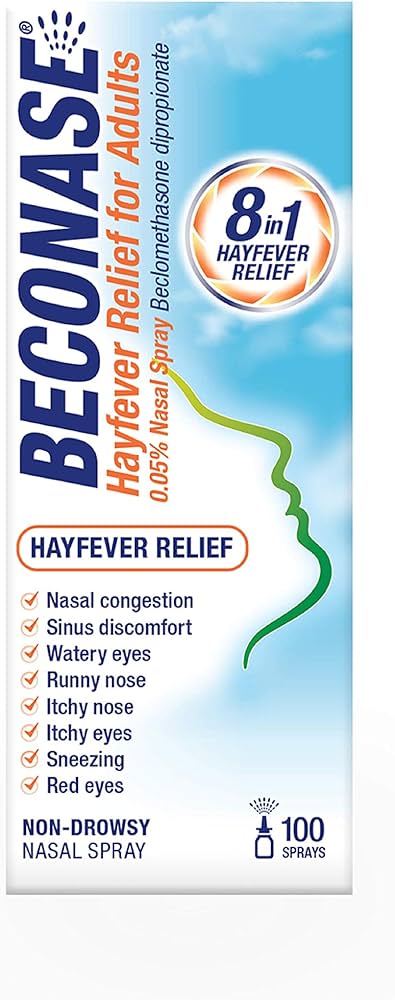 BECONASE®
Hayfever Relief for Adults
0.05% Nasal Spray Beclomethasone dipropionate
8 in 1
HAYFEVER
RELIEF
HAYFEVER RELIEF
Nasal congestion
Sinus discomfort
Watery eyes
Runny nose
Itchy nose
Itchy eyes
Sneezing
Red eyes
NON-DROWSY
NASAL SPRAY
100
SPRAYS